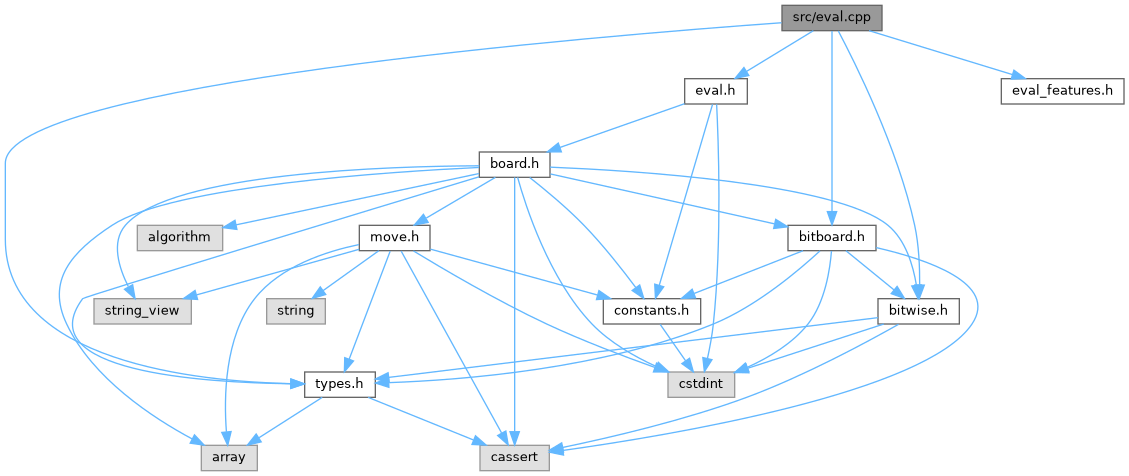 src/eval.cpp
eval.h
eval_features.h
board.h
algorithm
move.h
bitboard.h
string_view
string
constants.h
bitwise.h
types.h
cstdint
array
cassert